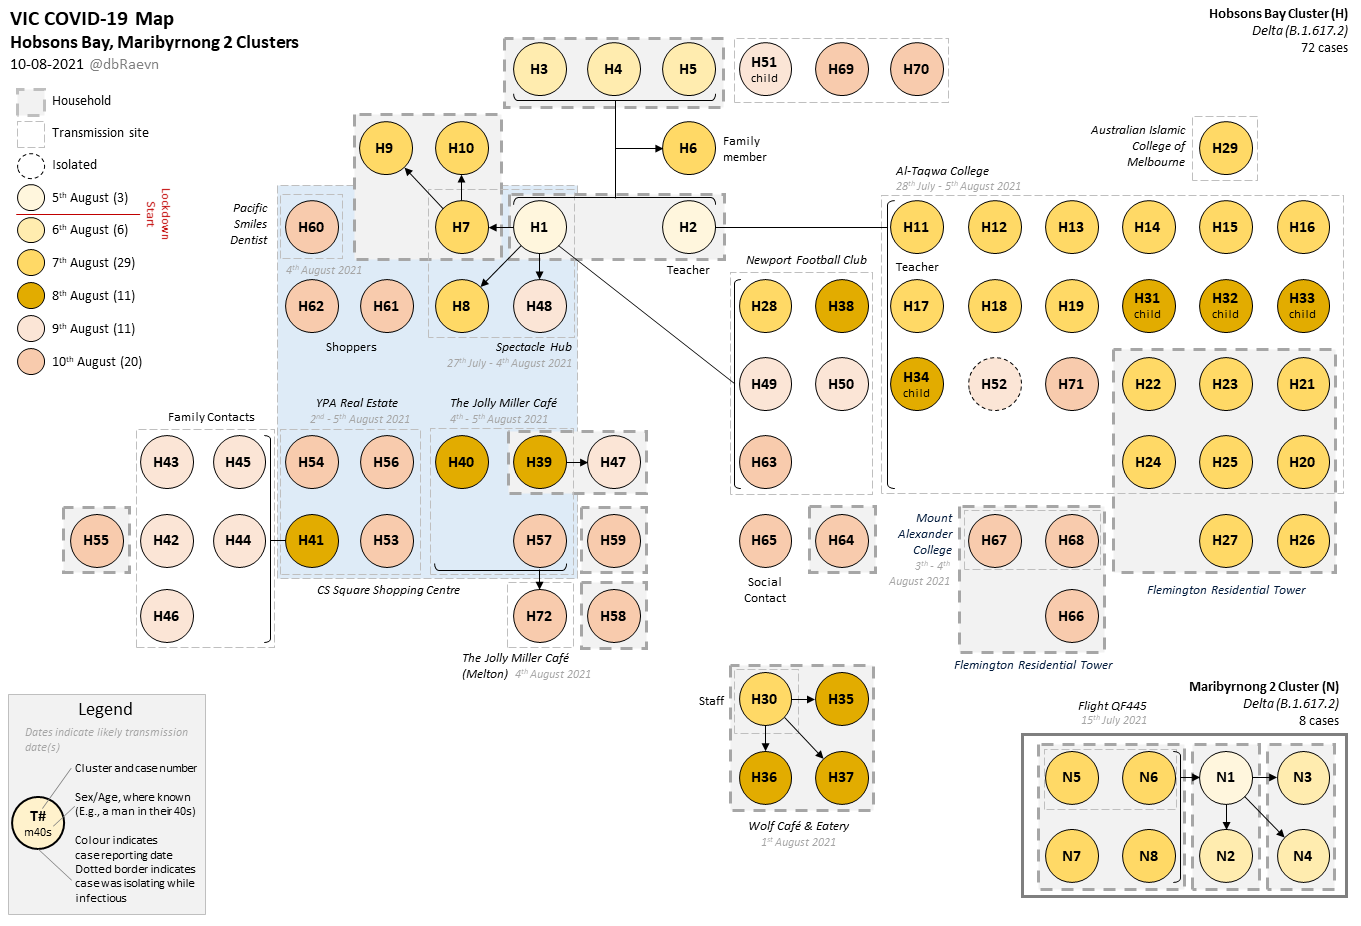 VIC COVID-19 Map
Hobsons Bay, Maribyrnong 2 Clusters
10-08-2021 @dbRaevn
Hobsons Bay Cluster (H)
Delta (B.1.617.2)
72 cases
Household
Transmission site
Isolated
5th August (3)
6th August (6)
7th August (29)
8th August (11)
9th August (11)
10th August (20)
Lockdown
Start
H3 H4 H5
H51
child
H69 H70
H9 H10
H6
Family
member
Australian Islamic
College of
Melbourne
H29
Al-Taqwa College
28th July - 5th August 2021
Pacific
Smiles
Dentist
H60
4th August 2021
H7 H1 H2
Teacher
H11 H12 H13 H14 H15 H16
Teacher
Newport Football Club
H62 H61
Shoppers
H8 H48
Spectacle Hub
27th July - 4th August 2021
H28 H38
H17 H18 H19
H31
child
H32
child
H33
child
H49 H50
H34
child
H52 H71 H22 H23 H21
Family Contacts
YPA Real Estate
2nd - 5th August 2021
The Jolly Miller Café
4th - 5th August 2021
H43 H45 H54 H56 H40 H39 H47
H63
H24 H25 H20
H55 H42 H44 H41 H53 H57 H59
H65
Social
Contact
H64
Mount
Alexander
College
3th - 4th
August 2021
H67 H68
H27 H26
Flemington Residential Tower
CS Square Shopping Centre
H46
H72 H58
H66
Flemington Residential Tower
The Jolly Miller Café
(Melton) 4th August 2021
Staff
H30 H35
H36 H37
Wolf Café & Eatery
1st August 2021
Maribyrnong 2 Cluster (N)
Delta (B.1.617.2)
8 cases
Flight QF445
15th July 2021
N5 N6 N1 N3
N7 N8 N2 N4
Legend
Dates indicate likely transmission
date(s)
Cluster and case number
Sex/Age, where known
(E.g., a man in their 40s)
T#
m40s
Colour indicates
case reporting date
Dotted border indicates
case was isolating while
infectious